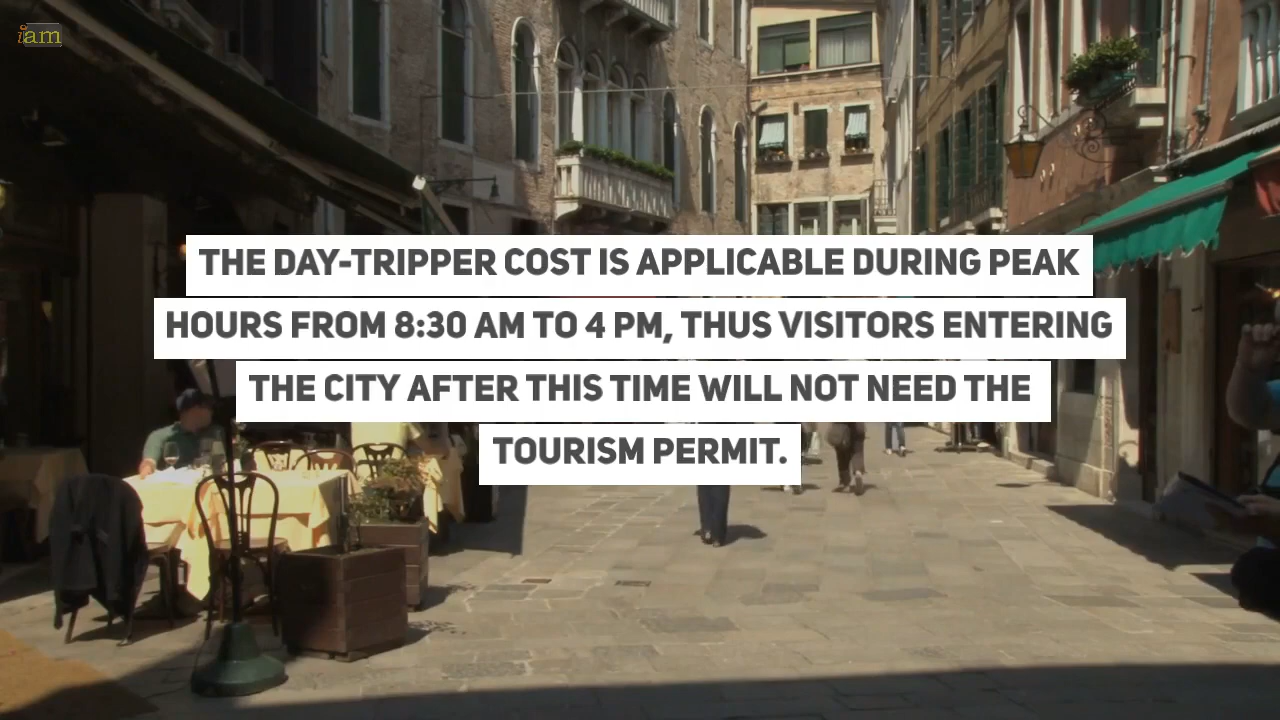 iam
THE DAY-TRIPPER COST IS APPLICABLE DURING PEAK
HOURS FROM 8:30 AM TO 4 PM, THUS VISITORS ENTERING
THE CITY AFTER THIS TIME WILL NOT NEED THE
TOURISM PERMIT.